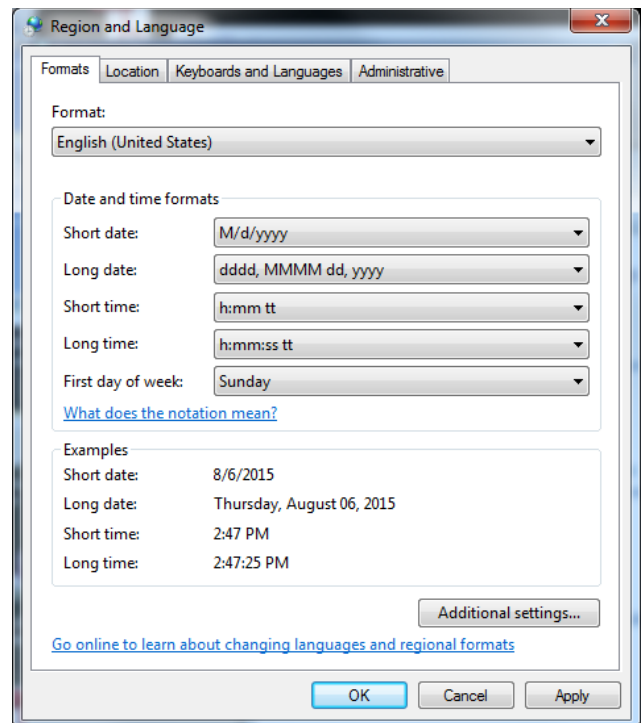 Region and Language
Formats Location Keyboards and Languages Administrative
Format:
English (United States)
Date and time formats
Short date: M/d/yyyy
Long date: dddd, MMMM dd, yyyy
Short time: h:mm tt
Long time: h:mm:ss tt
First day of week: Sunday
What does the notation mean?
Examples
Short date: 8/6/2015
Long date: Thursday, August 06, 2015
Short time: 2:47 PM
Long time: 2:47:25 PM
Additional settings...
Go online to learn about changing languages and regional formats
OK Cancel Apply